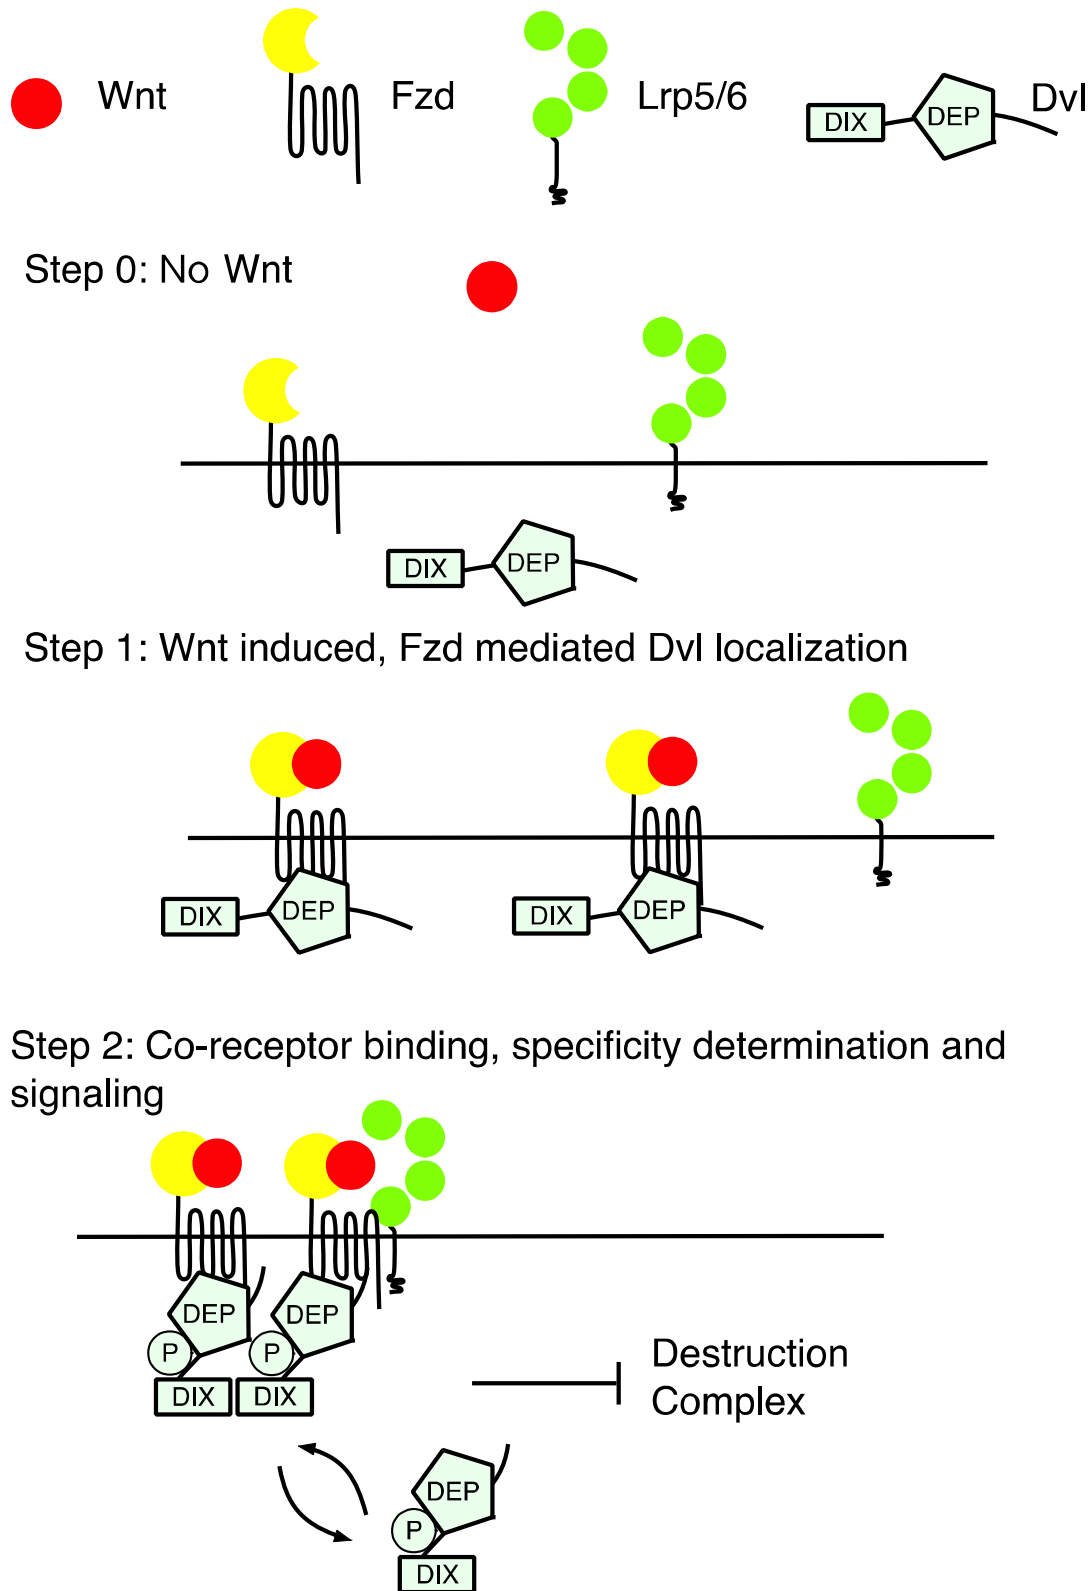 Wnt
Fzd
Lrp5/6
Dvl
DIX
DEP
Step 0: No Wnt
DIX
DEP
Step 1: Wnt induced, Fzd mediated Dvl localization
DIX
DEP
DIX
DEP
Step 2: Co-receptor binding, specificity determination and
signaling
DEP
DEP
P
P
DIX
DIX
Destruction
Complex
DEP
P
DIX